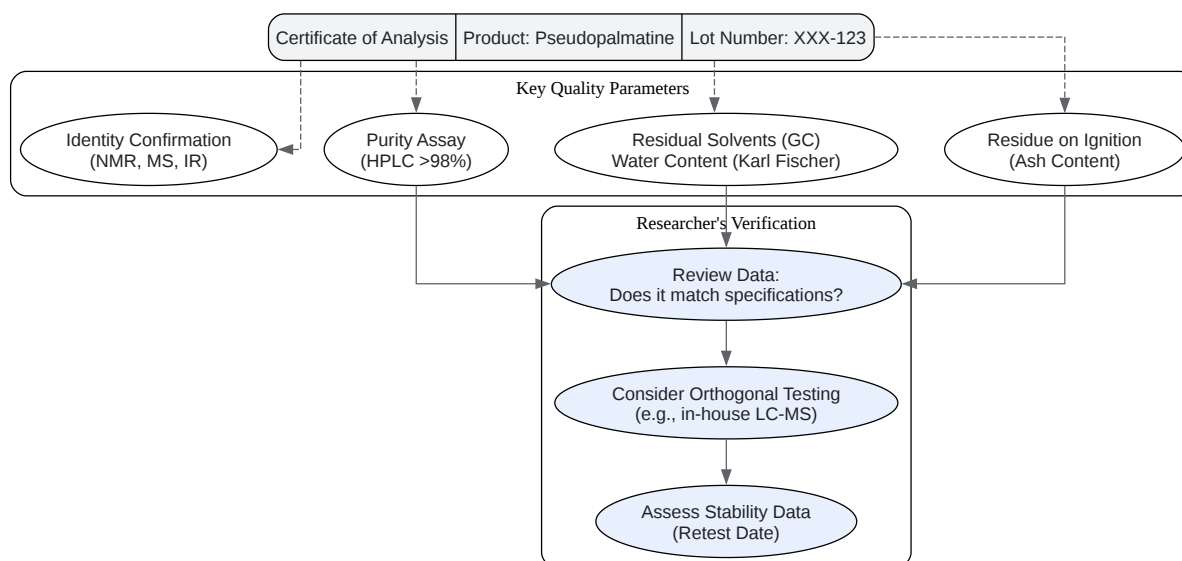 Certificate of Analysis
Product: Pseudopalmatine
Lot Number: XXX-123
Key Quality Parameters
Identity Confirmation
(NMR, MS, IR)
Purity Assay
(HPLC >98%)
Residual Solvents (GC)
Water Content (Karl Fischer)
Residue on Ignition
(Ash Content)
Researcher's Verification
Review Data:
Does it match specifications?
Consider Orthogonal Testing
(e.g., in-house LC-MS)
Assess Stability Data
(Retest Date)